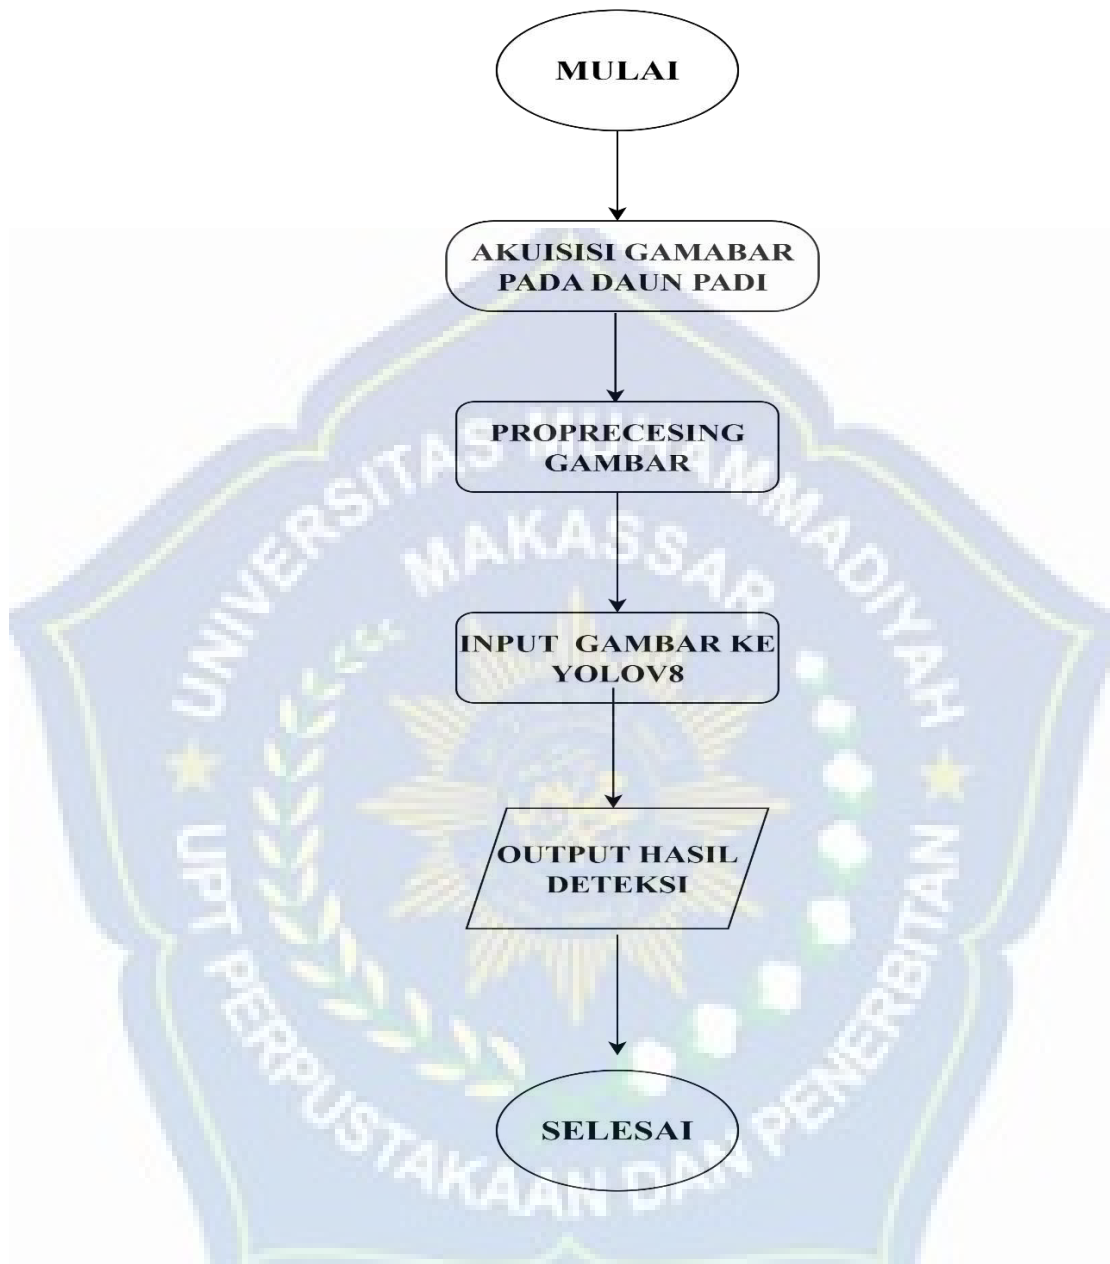 MULAI
AKUISISI GAMABAR
PADA DAUN PADI
PROPRECESING
GAMBAR
UNIVERSITAS MUHAMMADIYAH
MAKASSAR
INPUT GAMBAR KE
YOLOV8
OUTPUT HASIL
DETEKSI
SELESAI
UPT PERPUSTAKAAN DAN PENERBITAN